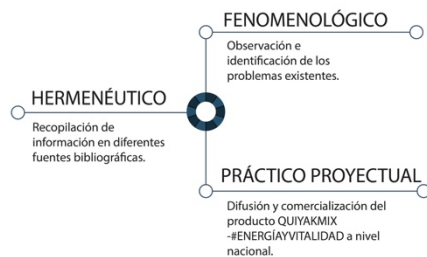 FENOMENOLÓGICO
Observación e
identificación de los
problemas existentes.
HERMENÉUTICO
Recopilación de
información en diferentes
fuentes bibliográficas.
PRÁCTICO PROYECTUAL
Difusión y comercialización del
producto QUIYAKMIX
-#ENERGÍAYVITALIDAD a nivel
nacional.